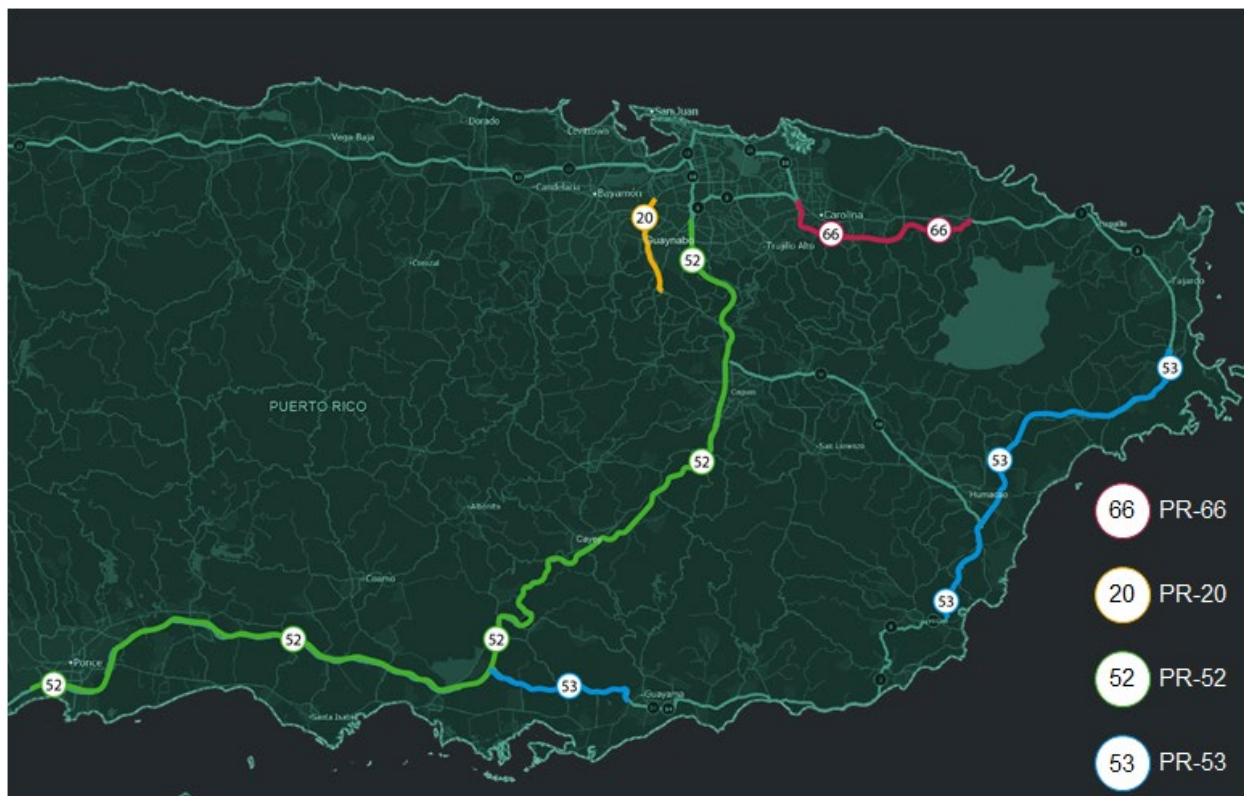 San Juan
Dorado
Levittown
Vega Baja
Candelaria
Bayamón
20
Carolina
66
66
Guaynabo
Trujillo Alto
52
Corozal
Fajardo
53
PUERTO RICO
Caguas
San Lorenzo
52
53
Humacao
66 PR-66
Aibonito
Cayey
Coamo
20 PR-20
53
52
52
Ponce
52
53
Guayama
52 PR-52
Santa Isabel
53 PR-53